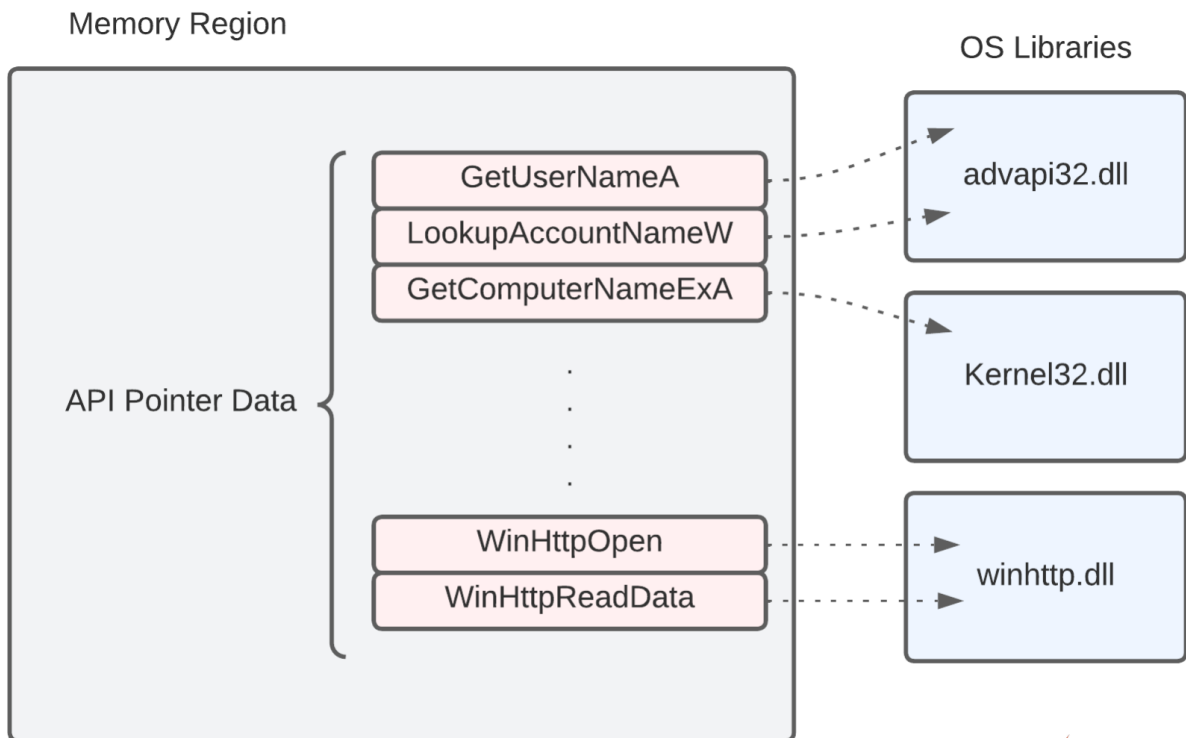 Memory Region
OS Libraries
GetUserNameA
advapi32.dll
LookupAccountNameW
GetComputerNameExA
Kernel32.dll
API Pointer Data
.
.
.
.
WinHttpOpen
winhttp.dll
WinHttpReadData